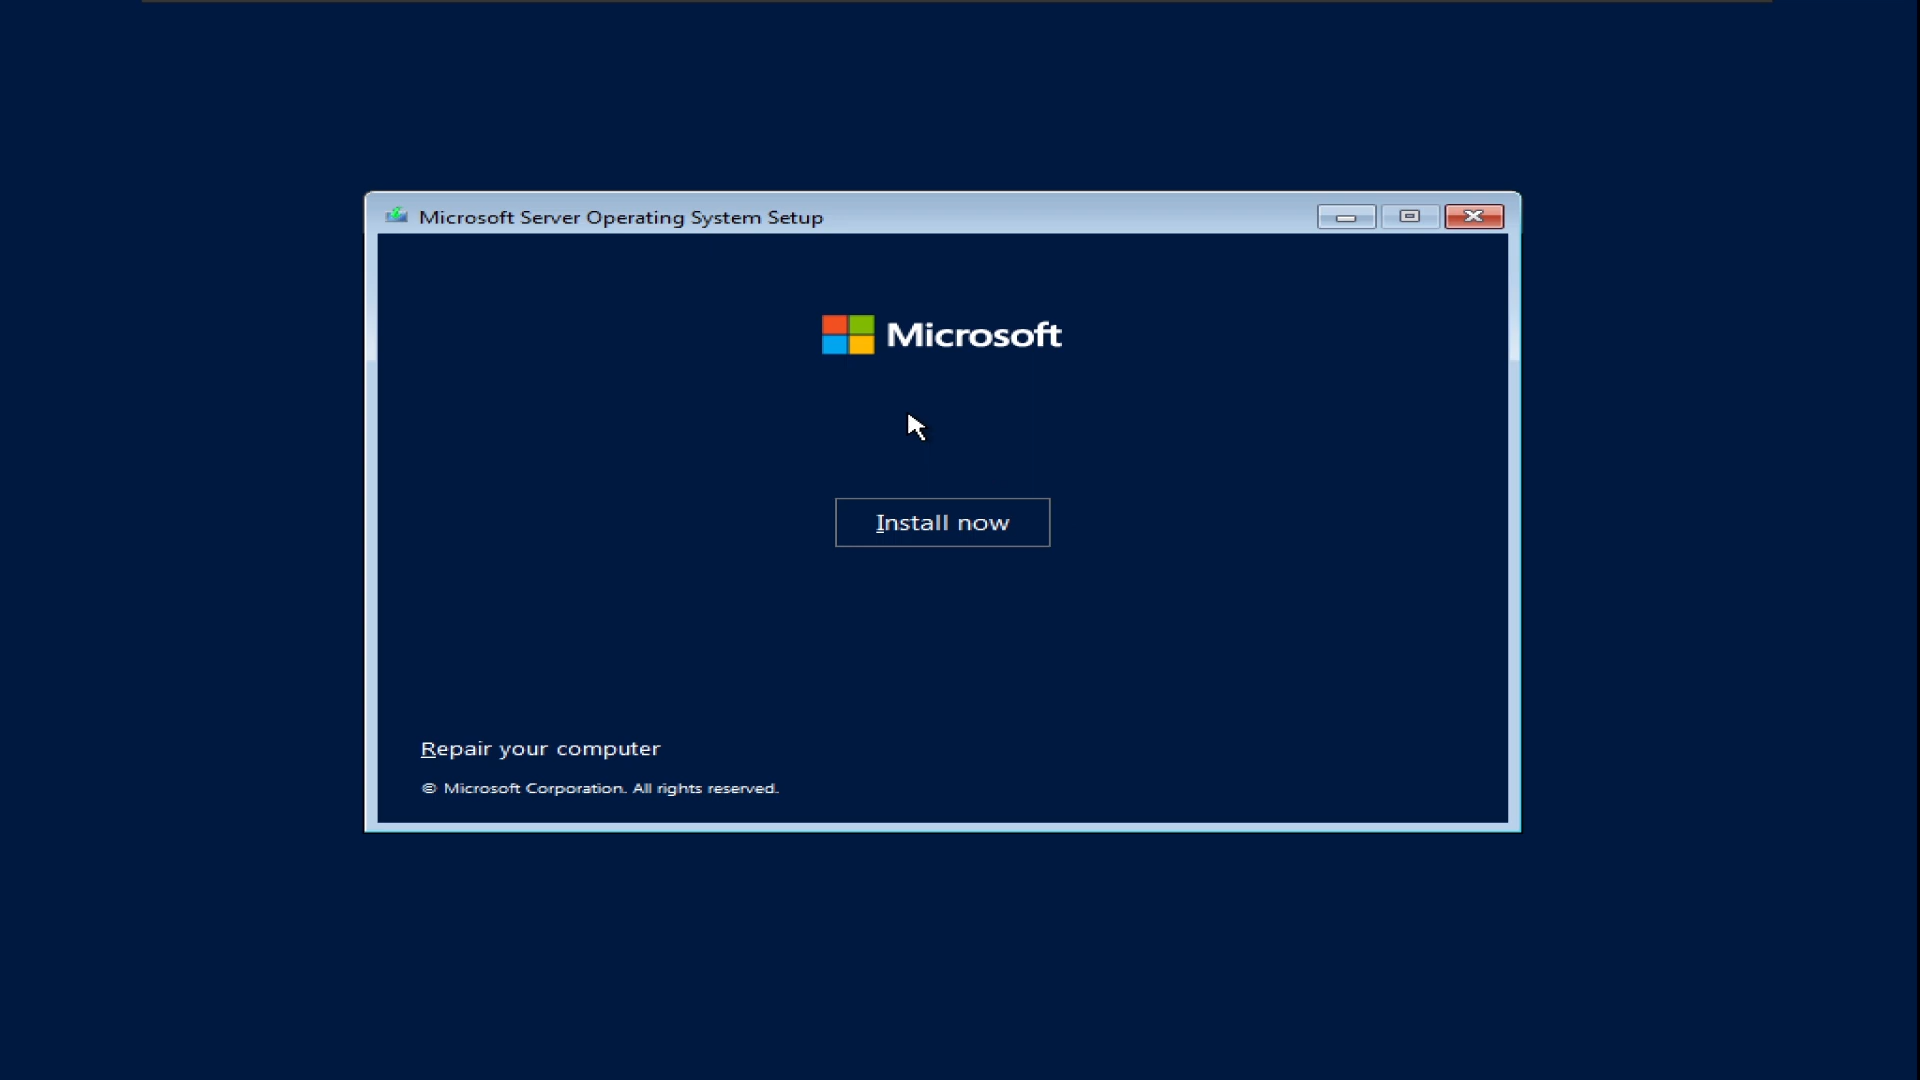 Microsoft Server Operating System Setup
Microsoft
Install now
Repair your computer
© Microsoft Corporation. All rights reserved.